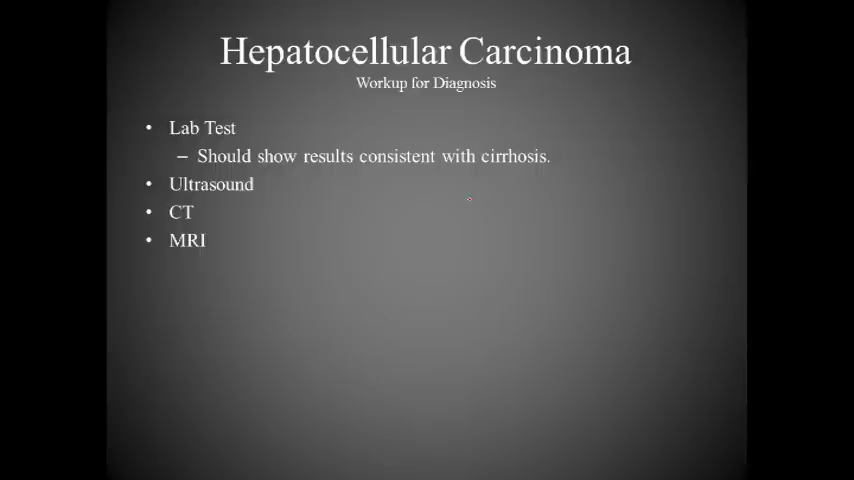 Hepatocellular Carcinoma
Workup for Diagnosis
• Lab Test
– Should show results consistent with cirrhosis.
• Ultrasound
• CT
• MRI